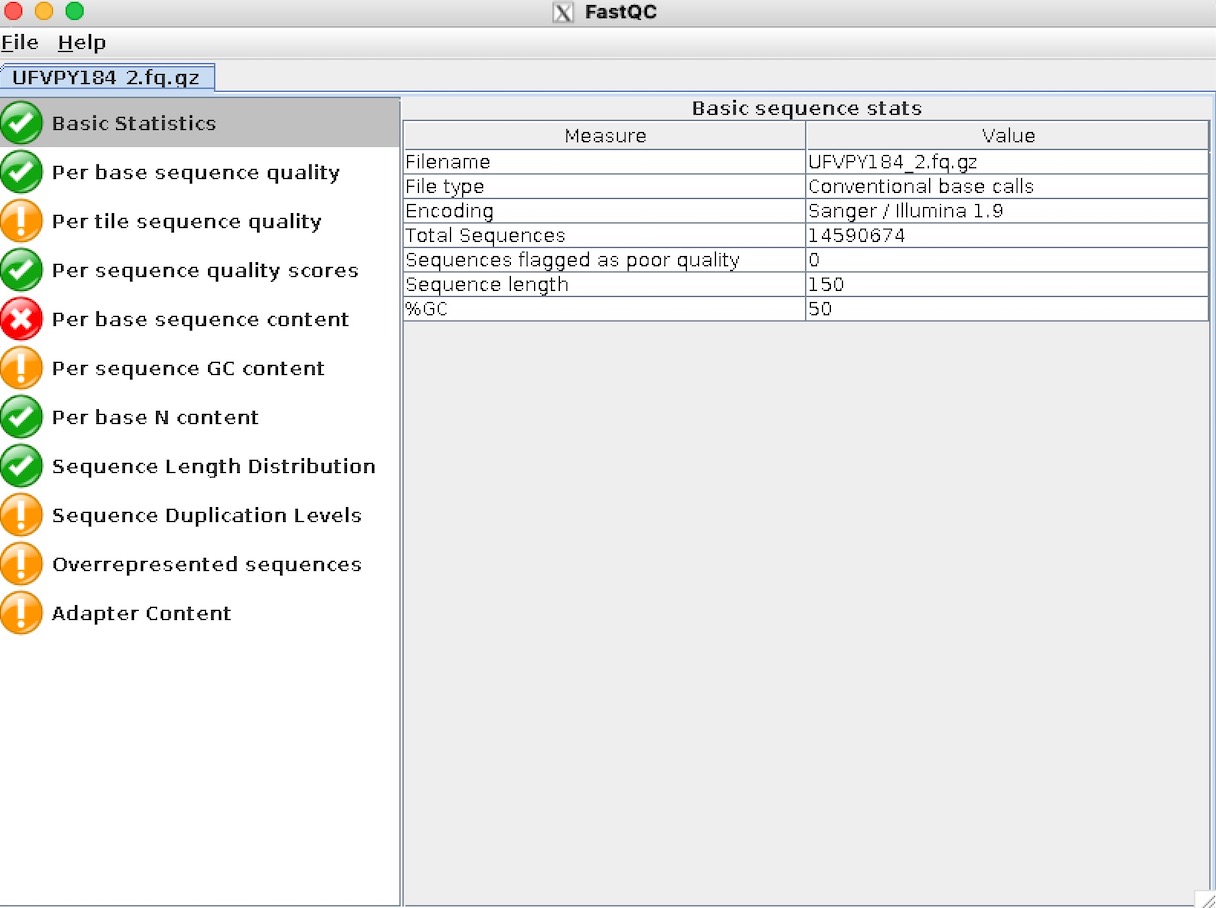 FastQC
File Help
UFVPY184_2.fq.gz
Basic Statistics
Per base sequence quality
Per tile sequence quality
Per sequence quality scores
Per base sequence content
Per sequence GC content
Per base N content
Sequence Length Distribution
Sequence Duplication Levels
Overrepresented sequences
Adapter Content
Basic sequence stats
Measure Value
Filename UFVPY184_2.fq.gz
File type Conventional base calls
Encoding Sanger / Illumina 1.9
Total Sequences 14590674
Sequences flagged as poor quality 0
Sequence length 150
%GC 50